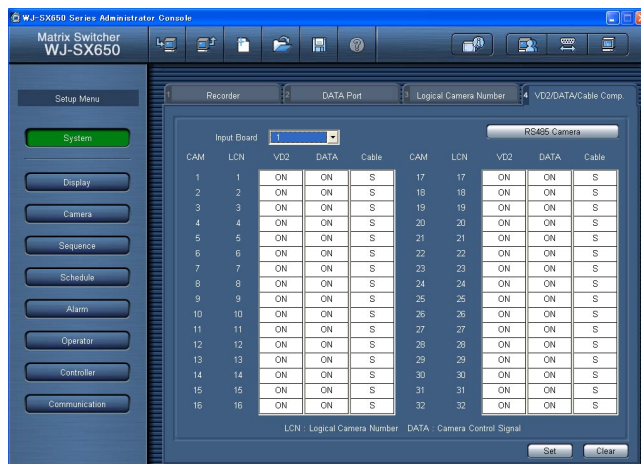 WJ-SX650 Series Administrator Console
Matrix Switcher
WJ-SX650
Setup Menu
System
Display
Camera
Sequence
Schedule
Alarm
Operator
Controller
Communication
1 Recorder 2 DATA Port 3 Logical Camera Number 4 VD2/DATA/Cable Comp.
Input Board 1 RS485 Camera
CAM LCN VD2 DATA Cable CAM LCN VD2 DATA Cable
1 1 ON ON S 17 17 ON ON S
2 2 ON ON S 18 18 ON ON S
3 3 ON ON S 19 19 ON ON S
4 4 ON ON S 20 20 ON ON S
5 5 ON ON S 21 21 ON ON S
6 6 ON ON S 22 22 ON ON S
7 7 ON ON S 23 23 ON ON S
8 8 ON ON S 24 24 ON ON S
9 9 ON ON S 25 25 ON ON S
10 10 ON ON S 26 26 ON ON S
11 11 ON ON S 27 27 ON ON S
12 12 ON ON S 28 28 ON ON S
13 13 ON ON S 29 29 ON ON S
14 14 ON ON S 30 30 ON ON S
15 15 ON ON S 31 31 ON ON S
16 16 ON ON S 32 32 ON ON S
LCN : Logical Camera Number DATA : Camera Control Signal
Set Clear